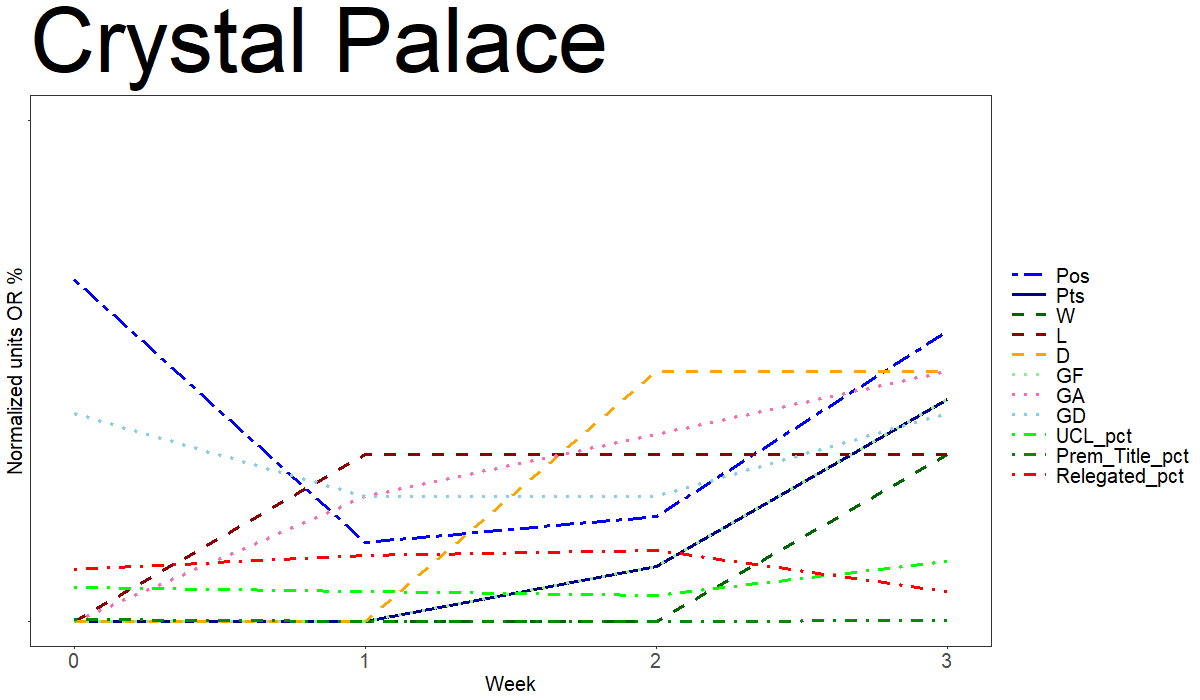 Crystal Palace
Normalized units OR %
0 1 2 3
Week
Pos
Pts
W
L
D
GF
GA
GD
UCL_pct
Prem_Title_pct
Relegated_pct